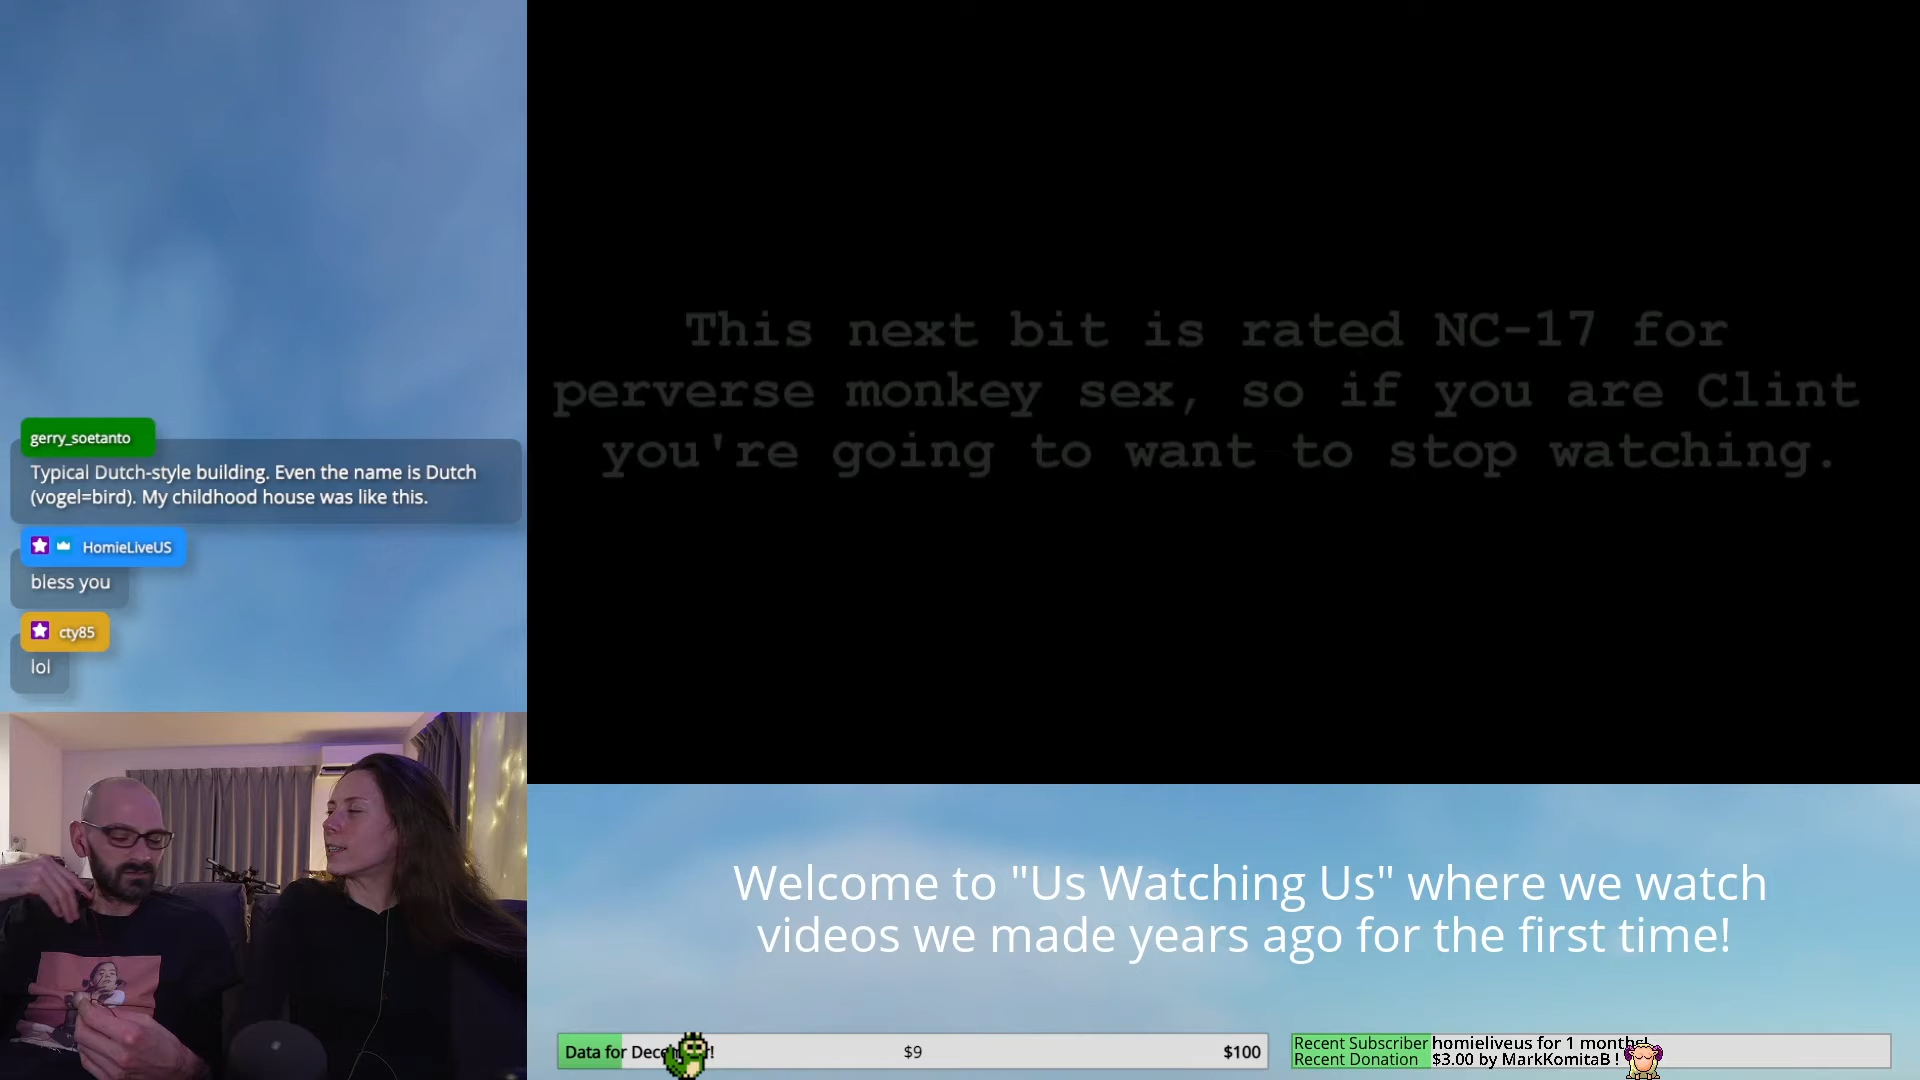 gerry_soetanto
Typical Dutch-style building. Even the name is Dutch
(vogel=bird). My childhood house was like this.
HomieLiveUS
bless you
cty85
lol
This next bit is rated NC-17 for
perverse monkey sex, so if you are Clint
you're going to want to stop watching.
Welcome to "Us Watching Us" where we watch
videos we made years ago for the first time!
Data for December! $9 $100
Recent Subscriber homieliveus for 1 months!
Recent Donation $3.00 by MarkKomitaB !